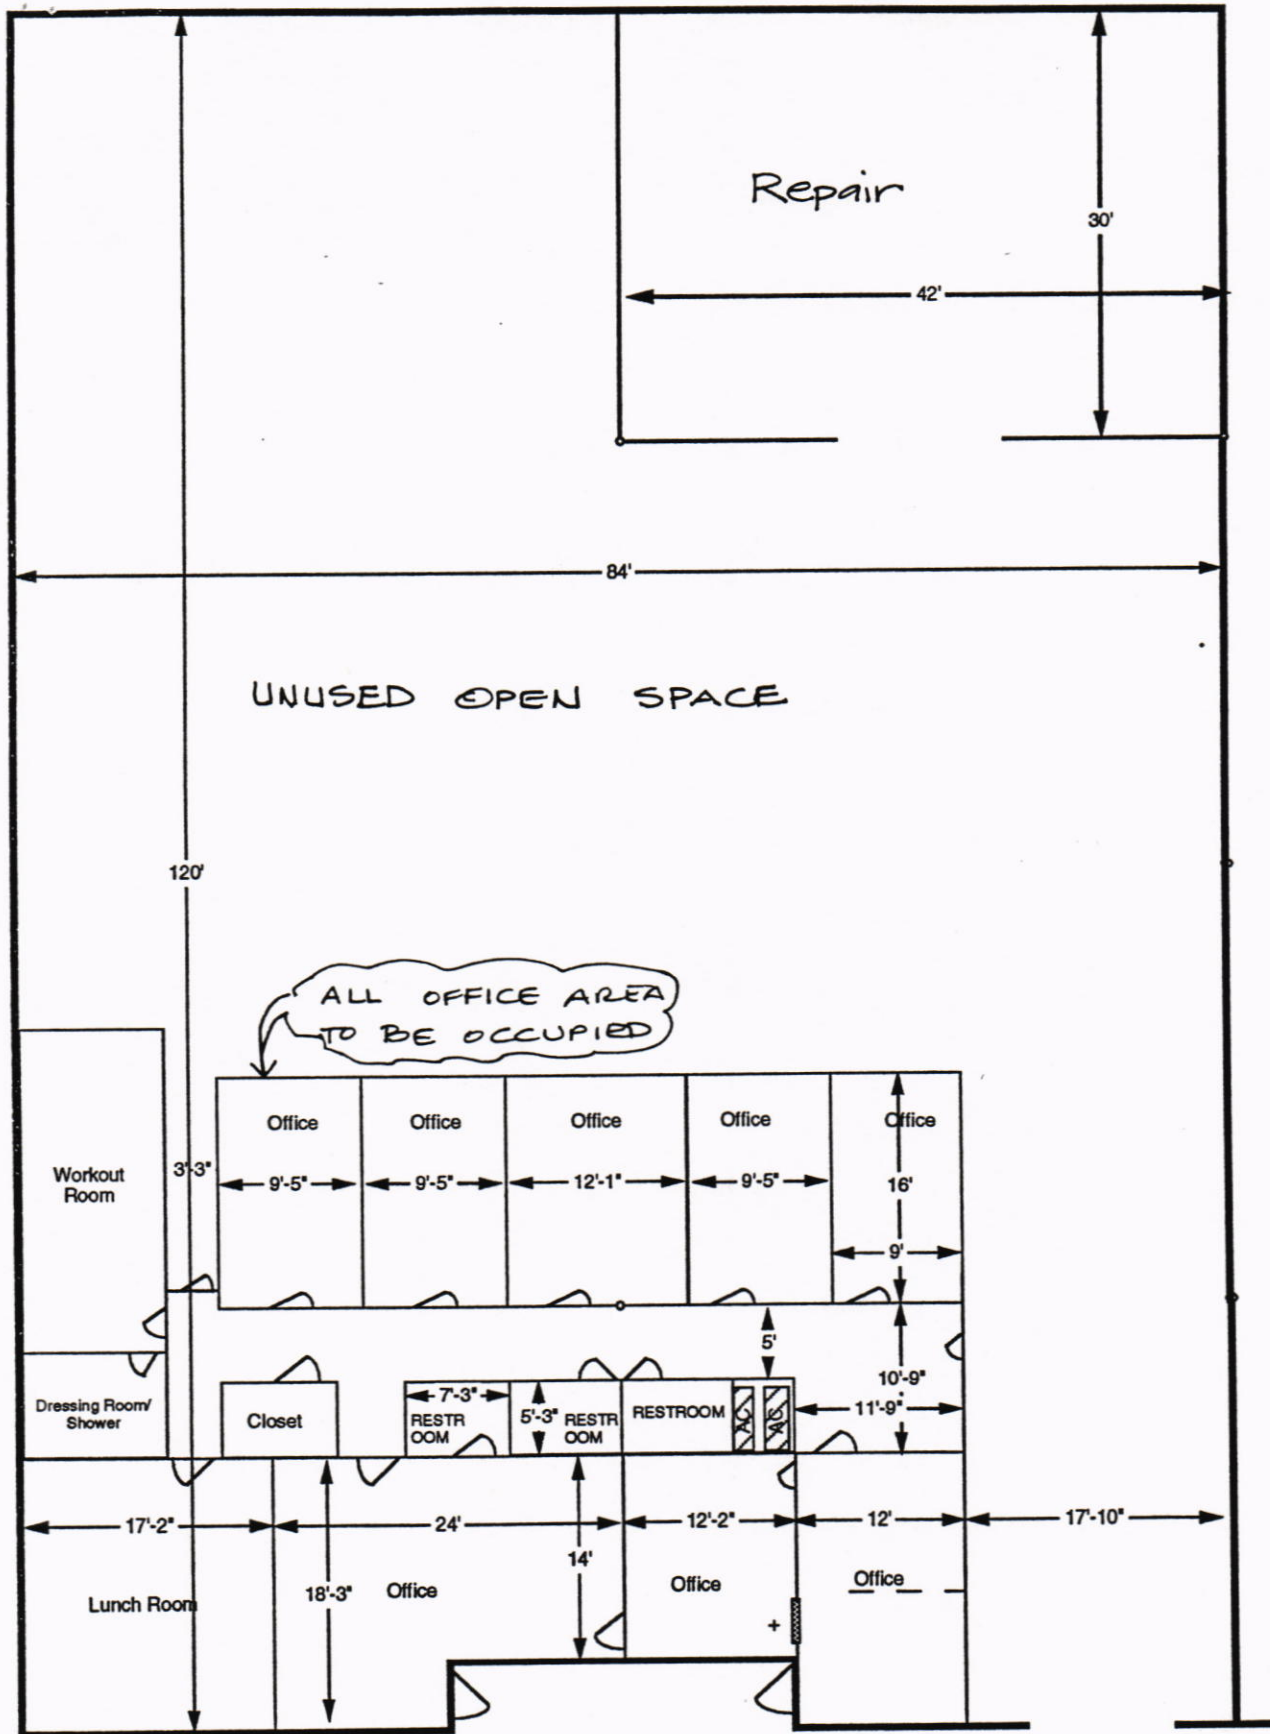 Repair
30'
42'
84'
UNUSED OPEN SPACE
120'
ALL OFFICE AREA
TO BE OCCUPIED
Office
Office
Office
Office
Office
Workout
Room
3'-3"
9'-5"
9'-5"
12'-1"
9'-5"
16'
9'
5'
10'-9"
Dressing Room/
Shower
Closet
7'-3"
RESTR
OOM
5'-3"
RESTR
OOM
RESTROOM
AC
AC
11'-9"
17'-2"
24'
12'-2"
12'
17'-10"
14'
Lunch Room
18'-3"
Office
Office
Office
+